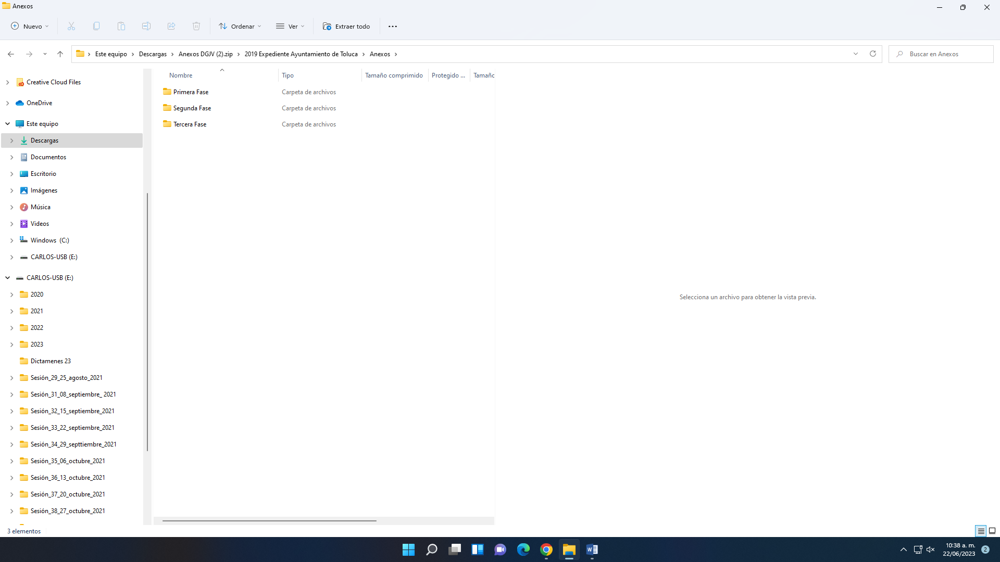 Anexos
Nuevo
Ordenar
Ver
Extraer todo
Este equipo
Descargas
Anexos DGJV (2).zip
2019 Expediente Ayuntamiento de Toluca
Anexos
Buscar en Anexos
Creative Cloud Files
OneDrive
Este equipo
Descargas
Documentos
Escritorio
Imágenes
Música
Videos
Windows (C:)
CARLOS-USB (E:)
CARLOS-USB (E:)
2020
2021
2022
2023
Dictamenes 23
Sesión_29_25_agosto_2021
Sesión_31_08_septiembre_ 2021
Sesión_32_15_septiembre_2021
Sesión_33_22_septiembre_2021
Sesión_34_29_septtiembre_2021
Sesión_35_06_octubre_2021
Sesión_36_13_octubre_2021
Sesión_37_20_octubre_2021
Sesión_38_27_octubre_2021
Nombre Tipo Tamaño comprimido Protegido ... Tamañc
Primera Fase Carpeta de archivos
Segunda Fase Carpeta de archivos
Tercera Fase Carpeta de archivos
Selecciona un archivo para obtener la vista previa.
3 elementos
10:38 a. m.
22/06/2023
2